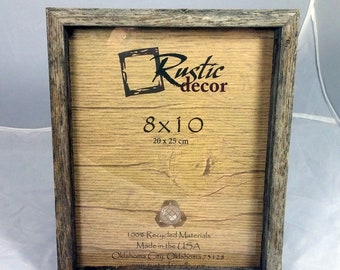 Rustic
decor
8x10
20 x 25 cm
100% Recycled Materials
Made in the USA
Oklahoma City, Oklahoma 73128